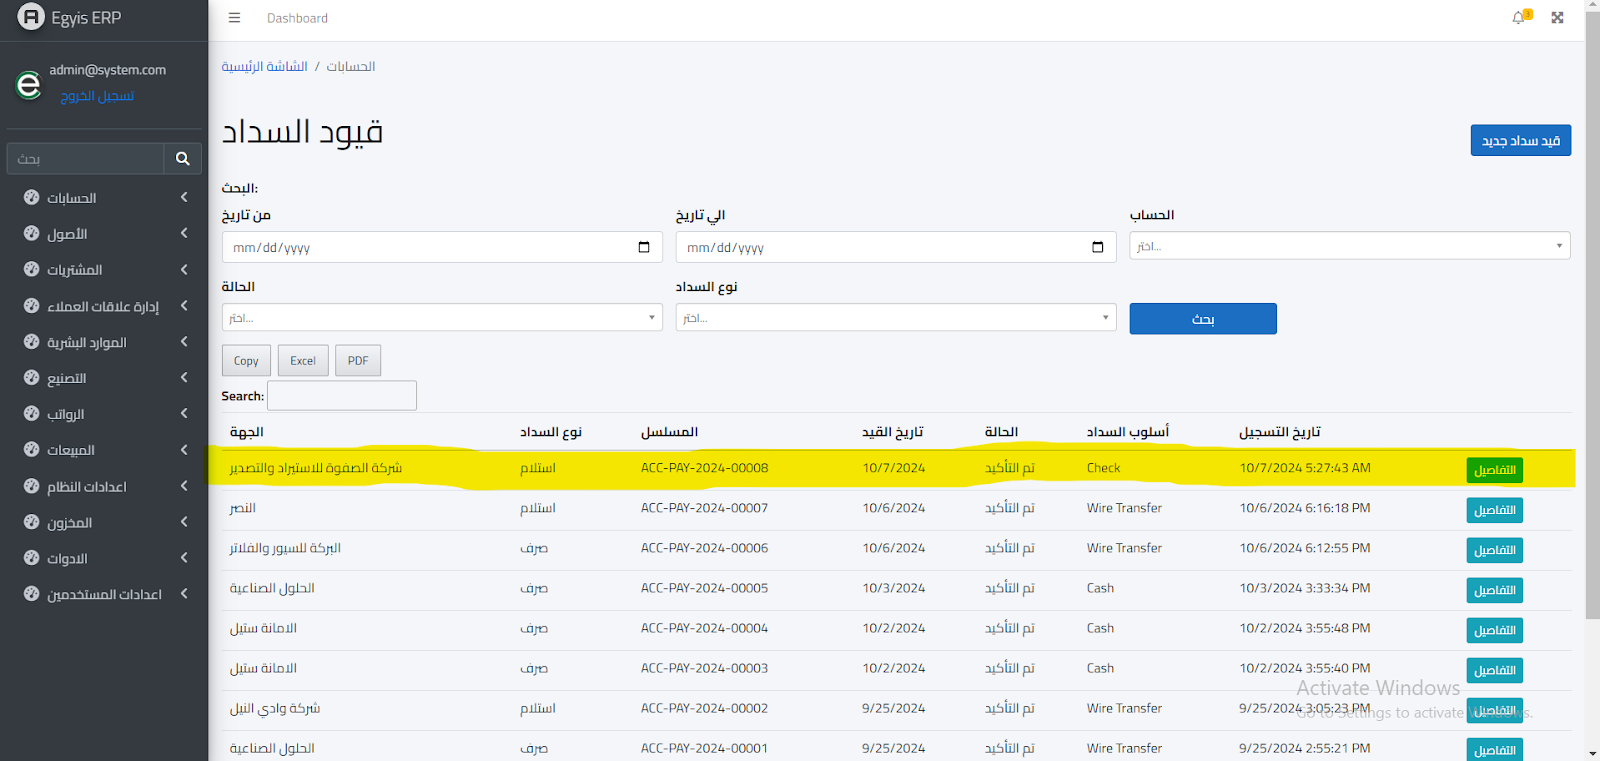 Egyis ERP
Dashboard
3
admin@system.com
تسجيل الخروج
بحث
الحسابات
الأصول
المشتريات
إدارة علاقات العملاء
الموارد البشرية
التصنيع
الرواتب
المبيعات
اعدادات النظام
المخزون
الادوات
اعدادات المستخدمين
الشاشة الرئيسية / الحسابات
قيود السداد
قيد سداد جديد
البحث:
من تاريخ
الي تاريخ
الحساب
mm/dd/yyyy
mm/dd/yyyy
اختر...
الحالة
نوع السداد
اختر...
اختر...
بحث
Copy Excel PDF
Search:
الجهة نوع السداد المسلسل تاريخ القيد الحالة أسلوب السداد تاريخ التسجيل
شركة الصفوة للاستيراد والتصدير استلام ACC-PAY-2024-00008 10/7/2024 تم التأكيد Check 10/7/2024 5:27:43 AM التفاصيل
النصر استلام ACC-PAY-2024-00007 10/6/2024 تم التأكيد Wire Transfer 10/6/2024 6:16:18 PM التفاصيل
البركة للسيور والفلاتر صرف ACC-PAY-2024-00006 10/6/2024 تم التأكيد Wire Transfer 10/6/2024 6:12:55 PM التفاصيل
الحلول الصناعية صرف ACC-PAY-2024-00005 10/3/2024 تم التأكيد Cash 10/3/2024 3:33:34 PM التفاصيل
الامانة ستيل صرف ACC-PAY-2024-00004 10/2/2024 تم التأكيد Cash 10/2/2024 3:55:48 PM التفاصيل
الامانة ستيل صرف ACC-PAY-2024-00003 10/2/2024 تم التأكيد Cash 10/2/2024 3:55:40 PM التفاصيل
شركة وادي النيل استلام ACC-PAY-2024-00002 9/25/2024 تم التأكيد Wire Transfer 9/25/2024 3:05:23 PM التفاصيل
الحلول الصناعية صرف ACC-PAY-2024-00001 9/25/2024 تم التأكيد Wire Transfer 9/25/2024 2:55:21 PM التفاصيل
Activate Windows
Go to Settings to activate Windows.